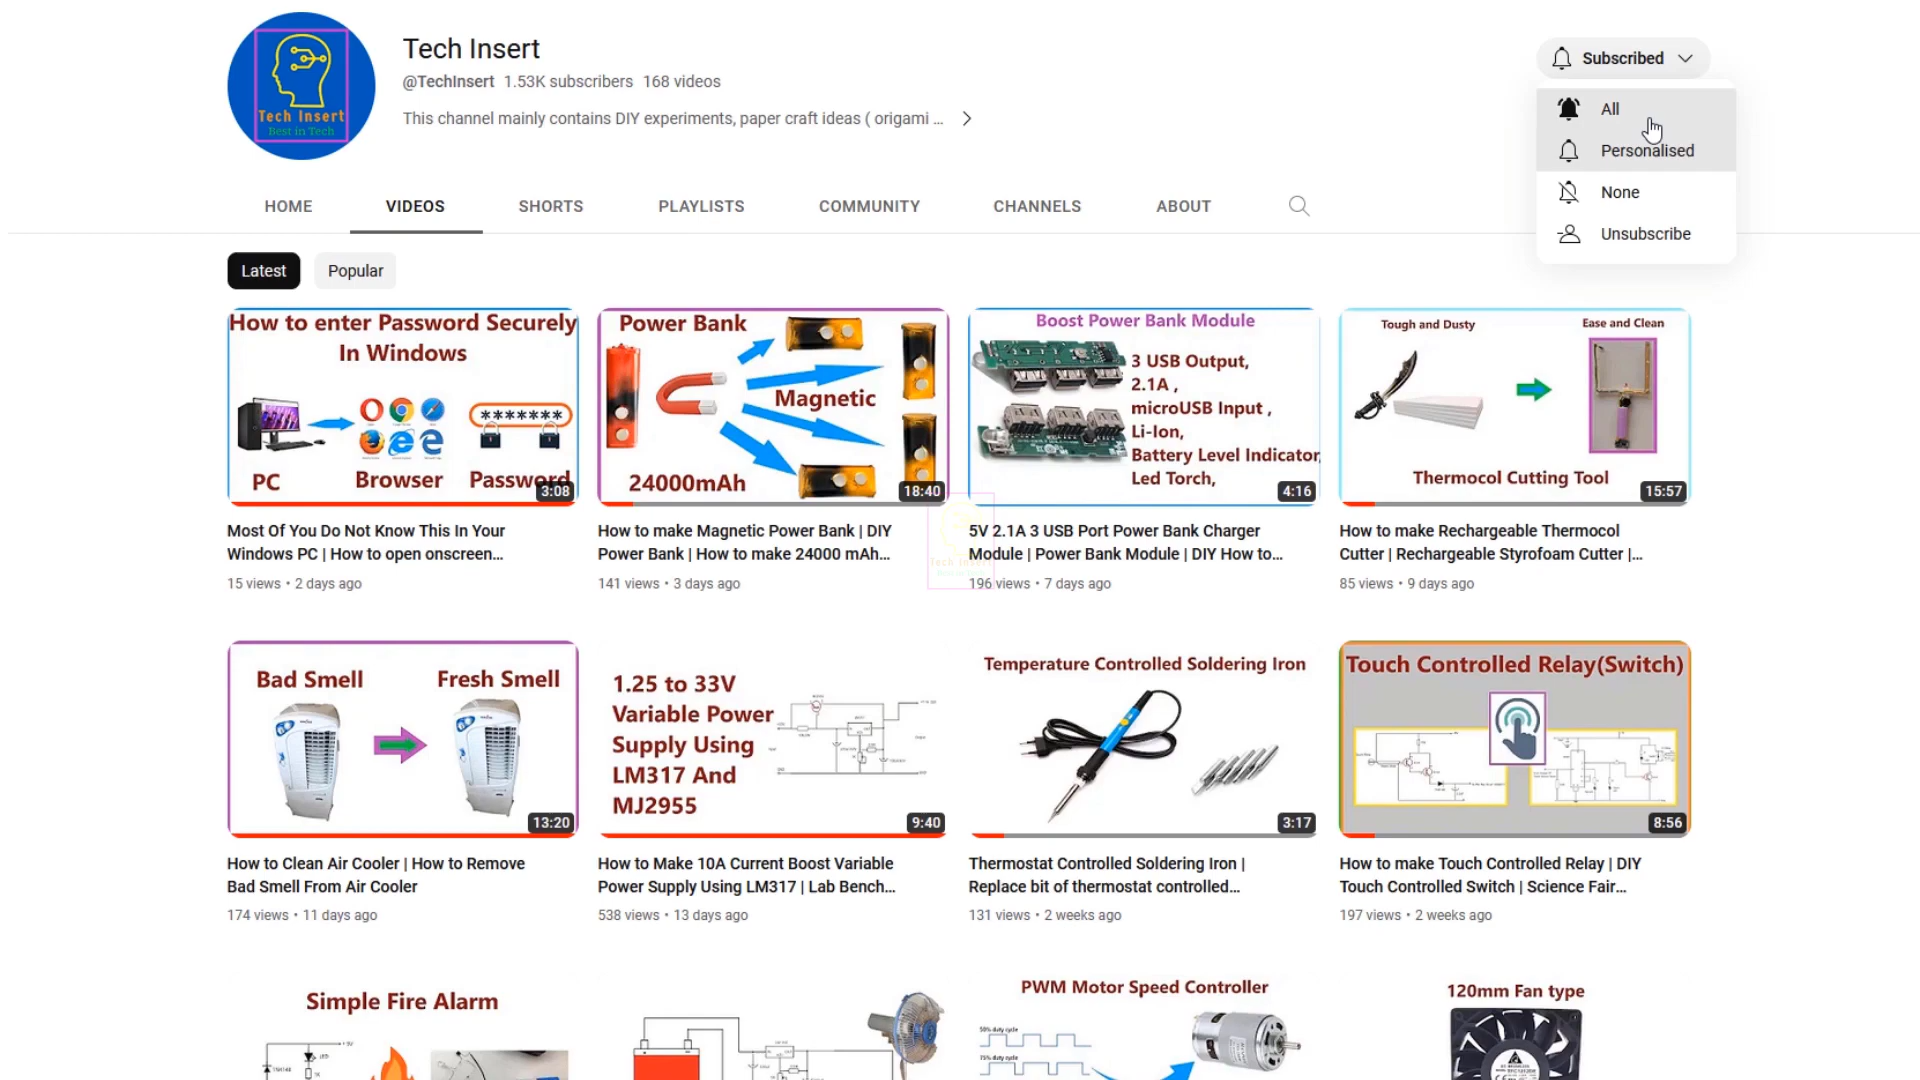 Tech Insert
@TechInsert 1.53K subscribers 168 videos
This channel mainly contains DIY experiments, paper craft ideas ( origami ...
Tech Insert
Best in Tech
Subscribed
All
Personalised
None
Unsubscribe
HOME VIDEOS SHORTS PLAYLISTS COMMUNITY CHANNELS ABOUT
Latest Popular
How to enter Password Securely
In Windows
*******
PC Browser Password
3:08
Power Bank
Magnetic
24000mAh
18:40
Boost Power Bank Module
3 USB Output,
2.1A ,
microUSB Input ,
Li-Ion,
Battery Level Indicator
Led Torch,
4:16
Tough and Dusty Ease and Clean
Thermocol Cutting Tool
15:57
Most Of You Do Not Know This In Your
Windows PC | How to open onscreen...
15 views • 2 days ago
How to make Magnetic Power Bank | DIY
Power Bank | How to make 24000 mAh...
141 views • 3 days ago
5V 2.1A 3 USB Port Power Bank Charger
Module | Power Bank Module | DIY How to...
196 views • 7 days ago
How to make Rechargeable Thermocol
Cutter | Rechargeable Styrofoam Cutter |...
85 views • 9 days ago
Tech Insert
Best in Tech
Bad Smell Fresh Smell
13:20
1.25 to 33V
Variable Power
Supply Using
LM317 And
MJ2955
9:40
Temperature Controlled Soldering Iron
3:17
Touch Controlled Relay(Switch)
8:56
How to Clean Air Cooler | How to Remove
Bad Smell From Air Cooler
174 views • 11 days ago
How to Make 10A Current Boost Variable
Power Supply Using LM317 | Lab Bench...
538 views • 13 days ago
Thermostat Controlled Soldering Iron |
Replace bit of thermostat controlled...
131 views • 2 weeks ago
How to make Touch Controlled Relay | DIY
Touch Controlled Switch | Science Fair...
197 views • 2 weeks ago
Simple Fire Alarm
PWM Motor Speed Controller
50% duty cycle
75% duty cycle
120mm Fan type